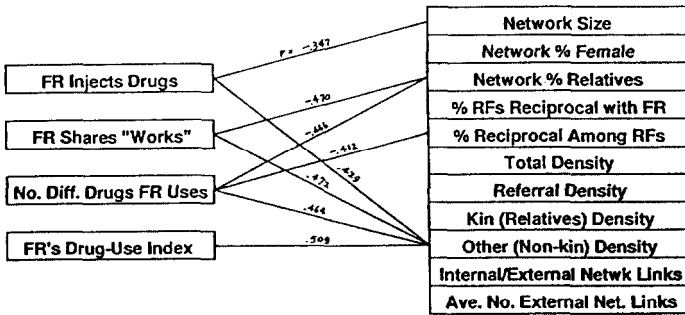 FR Injects Drugs
FR Shares "Works"
No. Diff. Drugs FR Uses
FR's Drug-Use Index
r = -.347
-.470
-.446
-.412
.429
.472
.464
.509
Network Size
Network % Female
Network % Relatives
% RFs Reciprocal with FR
% Reciprocal Among RFs
Total Density
Referral Density
Kin (Relatives) Density
Other (Non-kin) Density
Internal/External Netwk Links
Ave. No. External Net. Links